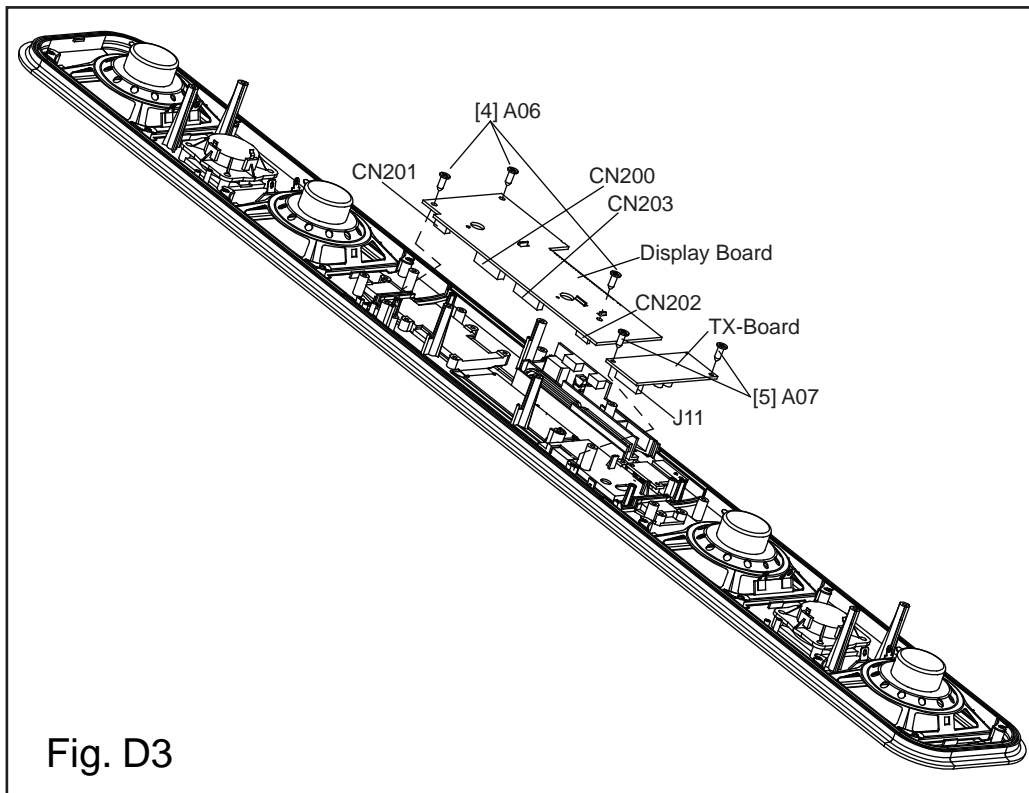 [4] A06
CN201
CN200
CN203
Display Board
CN202
TX-Board
[5] A07
J11
Fig. D3